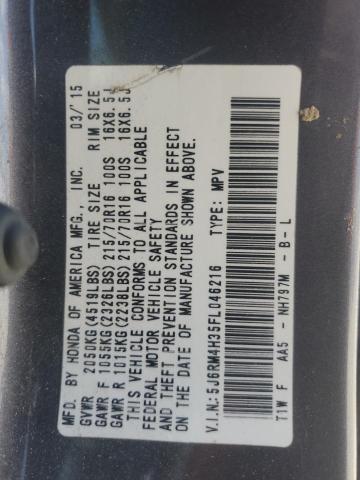 MFD. BY HONDA OF AMERICA MFG., INC. 03/'15
GVWR 2050KG(4519LBS) TIRE SIZE RIM SIZE
GAWR F 1055KG(2326LBS) 215/70R16 100S 16X6.5J
GAWR R 1015KG(2238LBS) 215/70R16 100S 16X6.5J
THIS VEHICLE CONFORMS TO ALL APPLICABLE
FEDERAL MOTOR VEHICLE SAFETY
AND THEFT PREVENTION STANDARDS IN EFFECT
ON THE DATE OF MANUFACTURE SHOWN ABOVE.
V.I.N.: 5J6RM4H35FL046216 TYPE: MPV
T1W F AA5 - NH797M - B - L